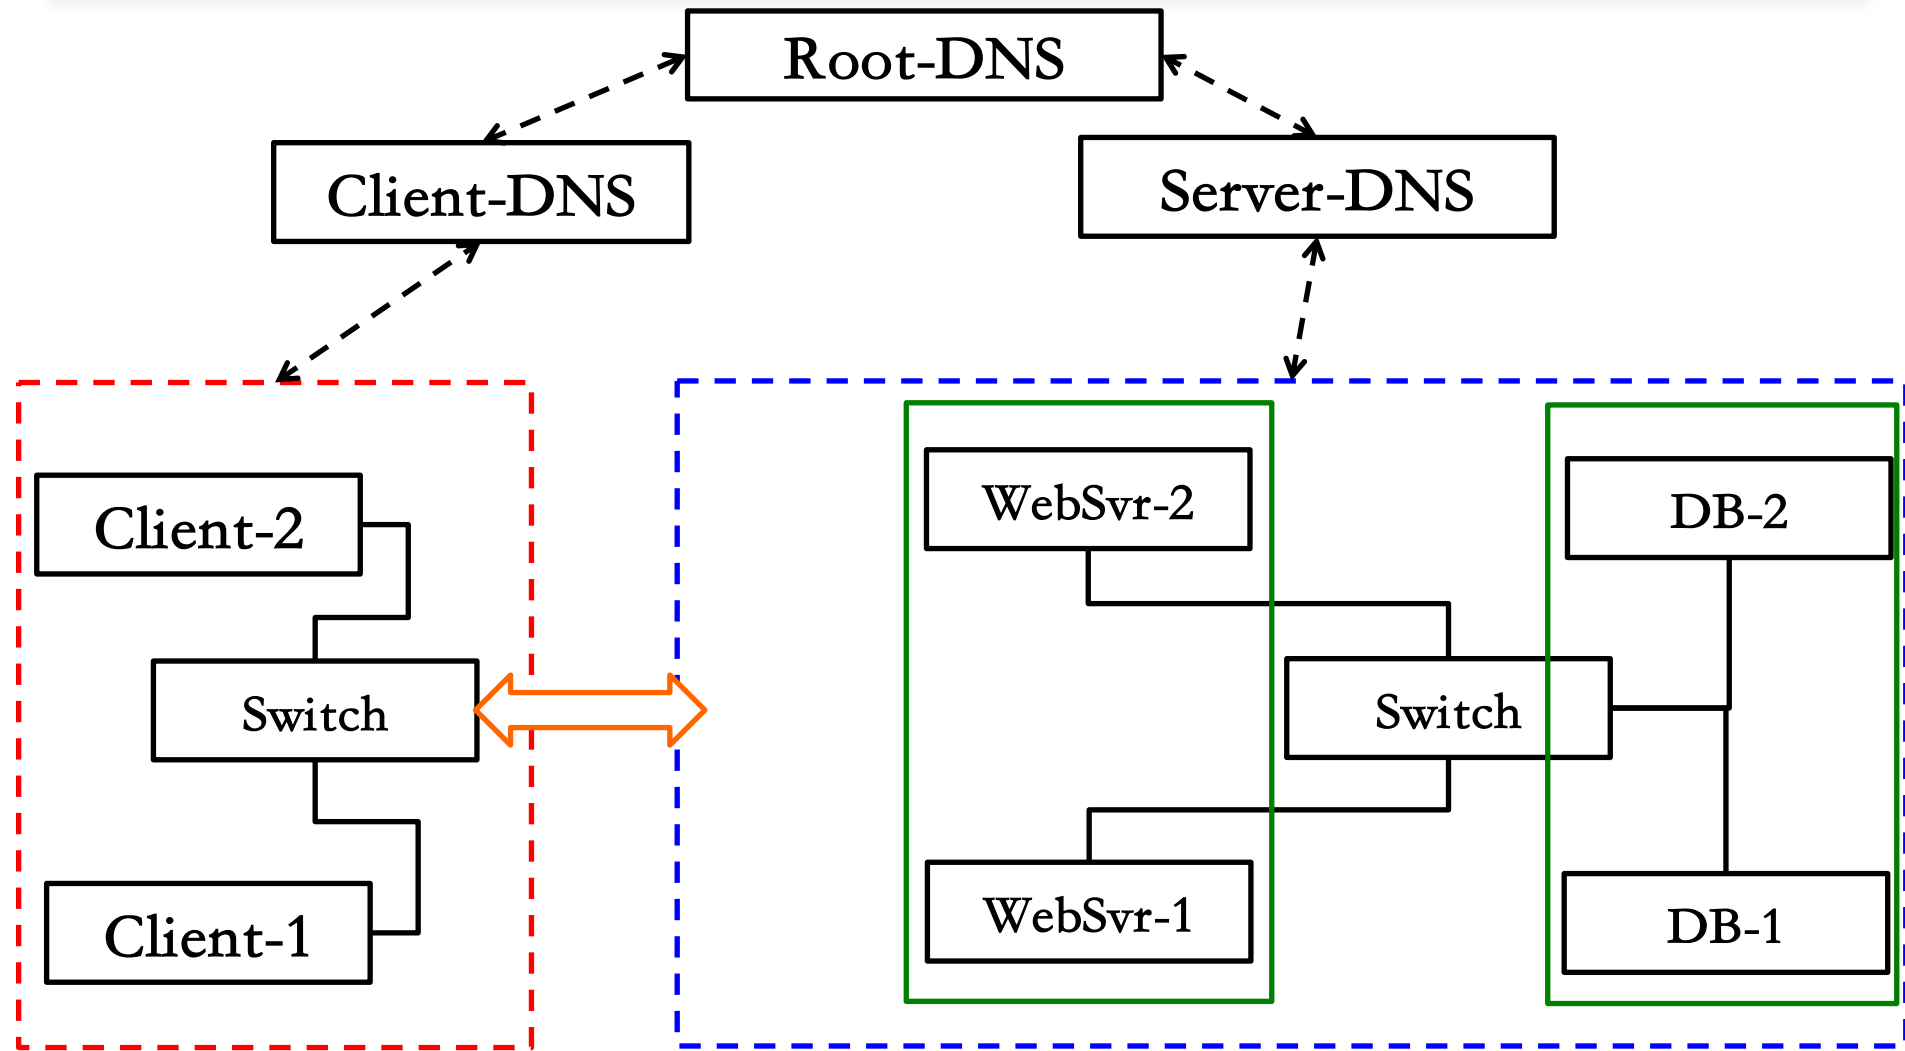 Root-DNS
Client-DNS
Server-DNS
Client-2
WebSvr-2
DB-2
Switch
Switch
Client-1
WebSvr-1
DB-1